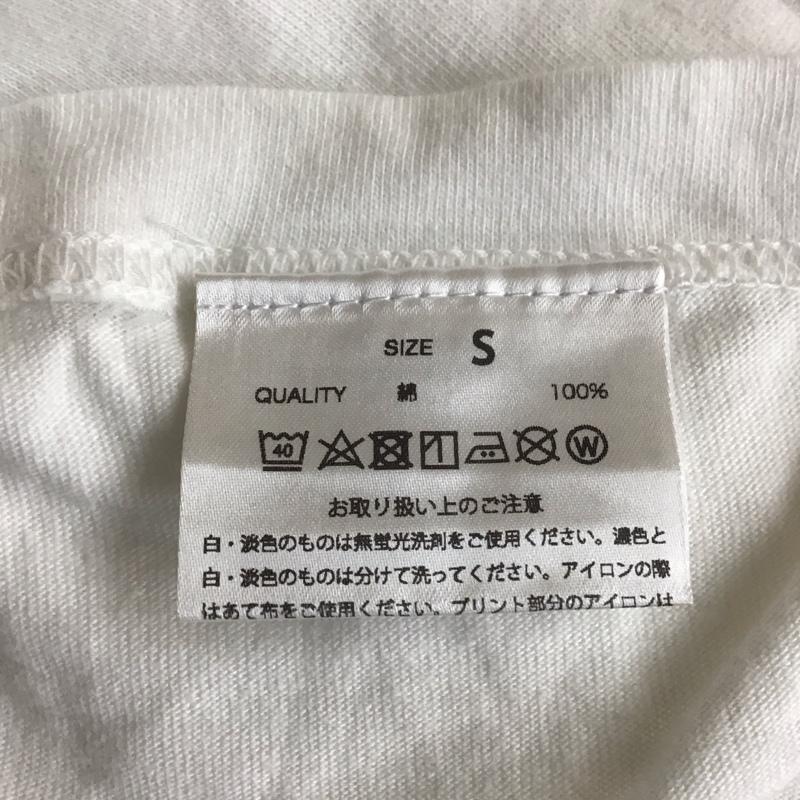 SIZE S
QUALITY 綿 100%
40 W
お取り扱い上のご注意
白・淡色のものは無蛍光洗剤をご使用ください。濃色と
白・淡色のものは分けて洗ってください。アイロンの際
はあて布をご使用ください。プリント部分のアイロンは